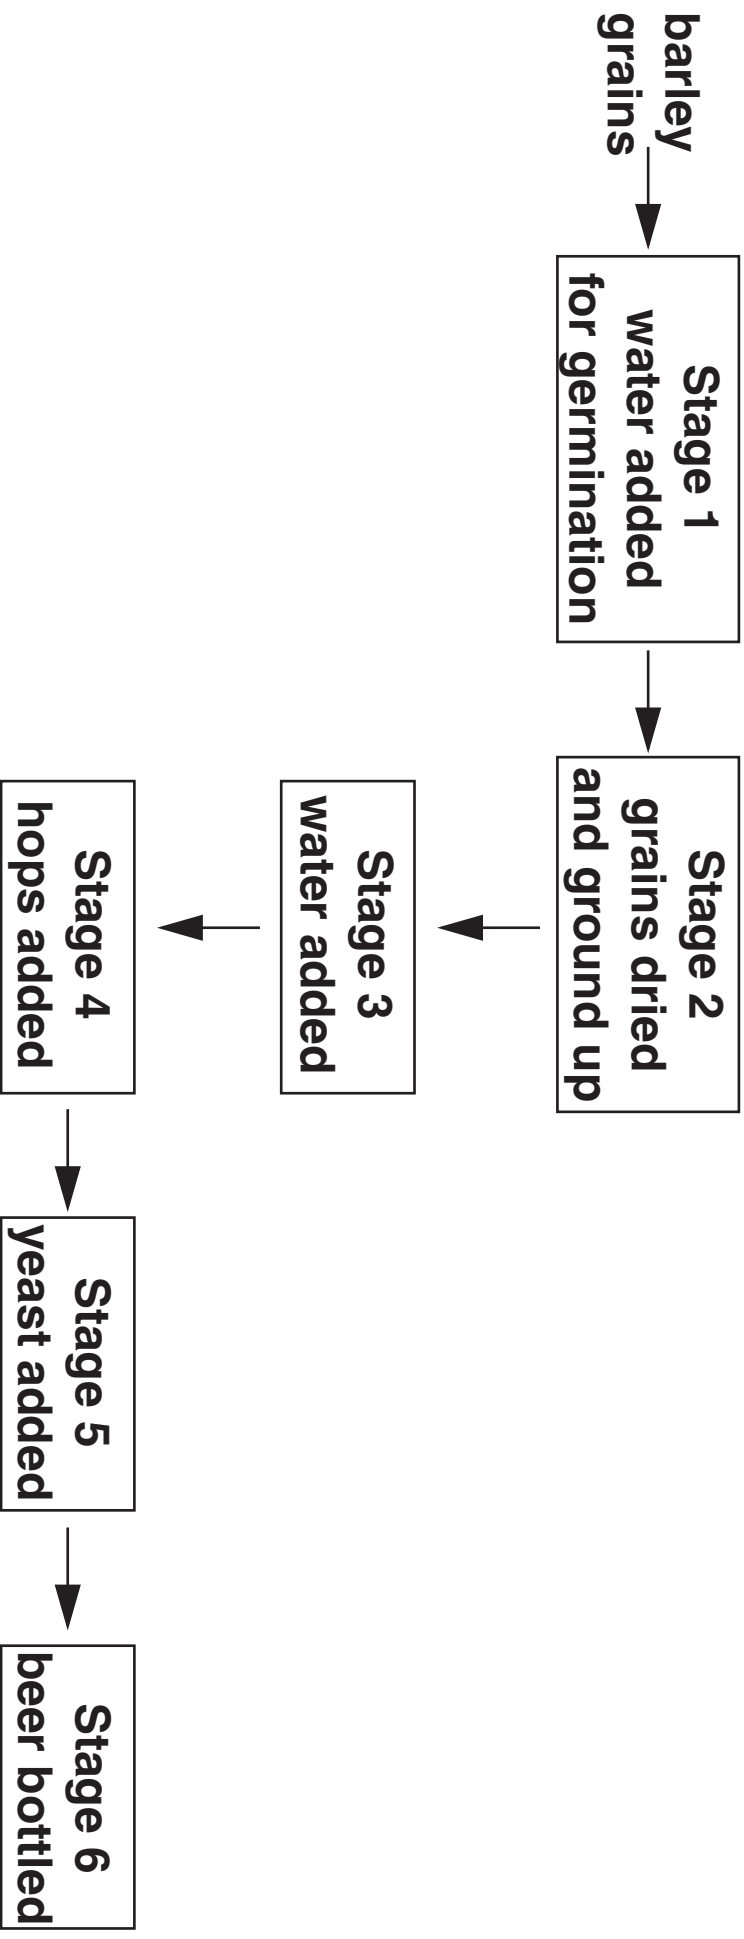 barley
grains
Stage 1
water added
for germination
Stage 2
grains dried
and ground up
Stage 3
water added
Stage 4
hops added
Stage 5
yeast added
Stage 6
beer bottled